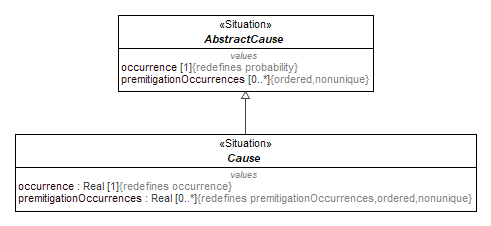 «Situation»
AbstractCause
values
occurrence [1]{redefines probability}
premitigationOccurrences [0..*]{ordered,nonunique}
«Situation»
Cause
values
occurrence : Real [1]{redefines occurrence}
premitigationOccurrences : Real [0..*]{redefines premitigationOccurrences,ordered,nonunique}